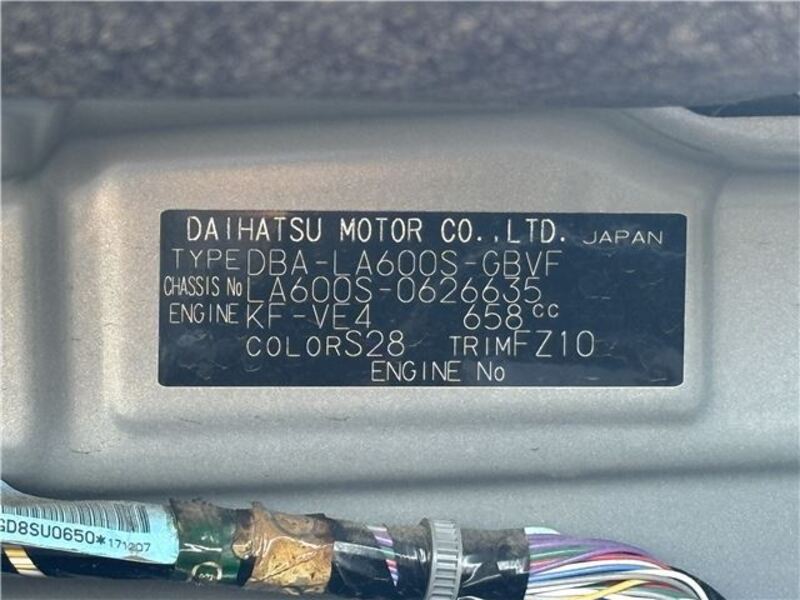 DAIHATSU MOTOR CO.,LTD. JAPAN
TYPE DBA-LA600S-GBVF
CHASSIS No LA600S-0626635
ENGINE KF-VE4 658cc
COLOR S28 TRIM FZ10
ENGINE No
GD8SU0650*171207